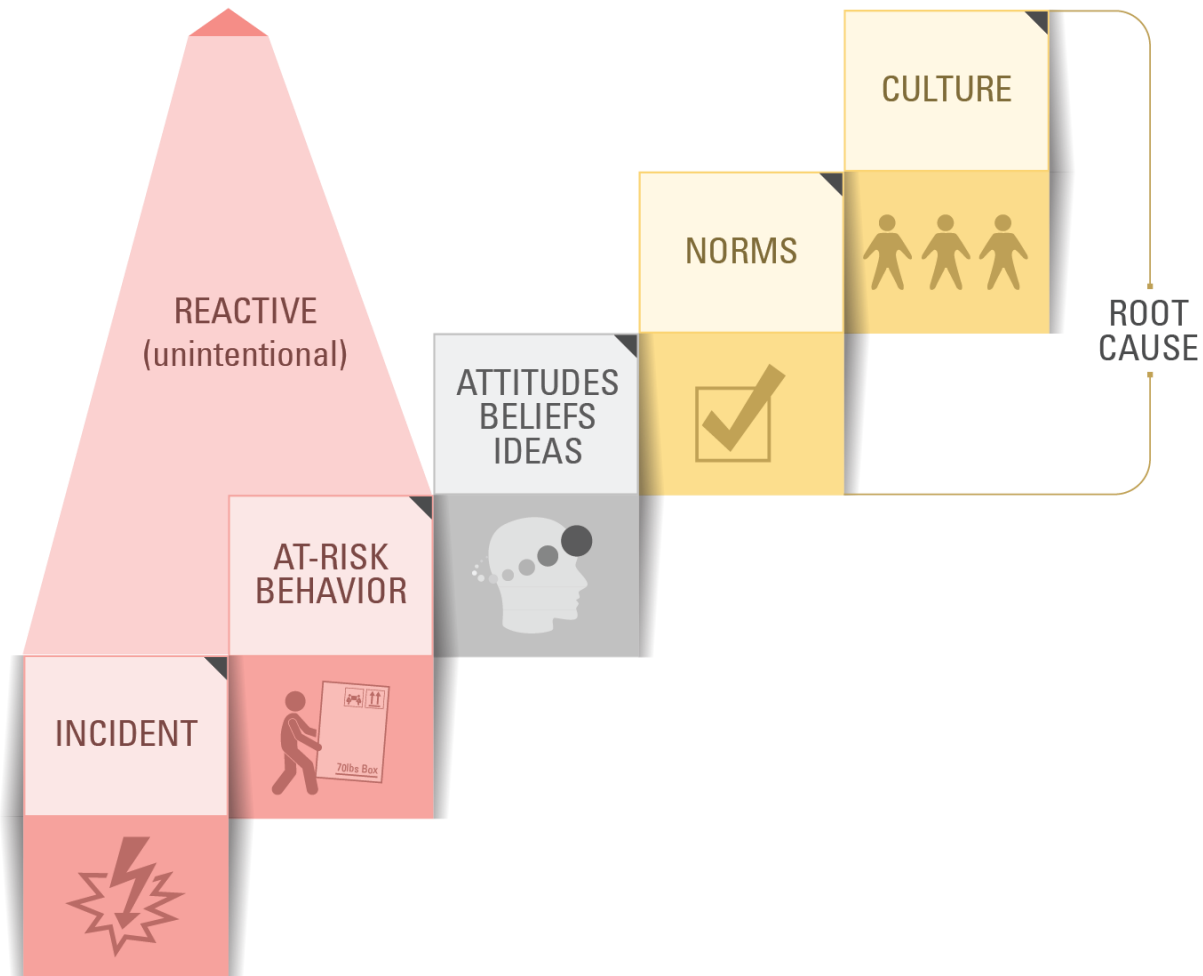 CULTURE
NORMS
REACTIVE
(unintentional)
ROOT
CAUSE
ATTITUDES
BELIEFS
IDEAS
AT-RISK
BEHAVIOR
INCIDENT
70lbs Box